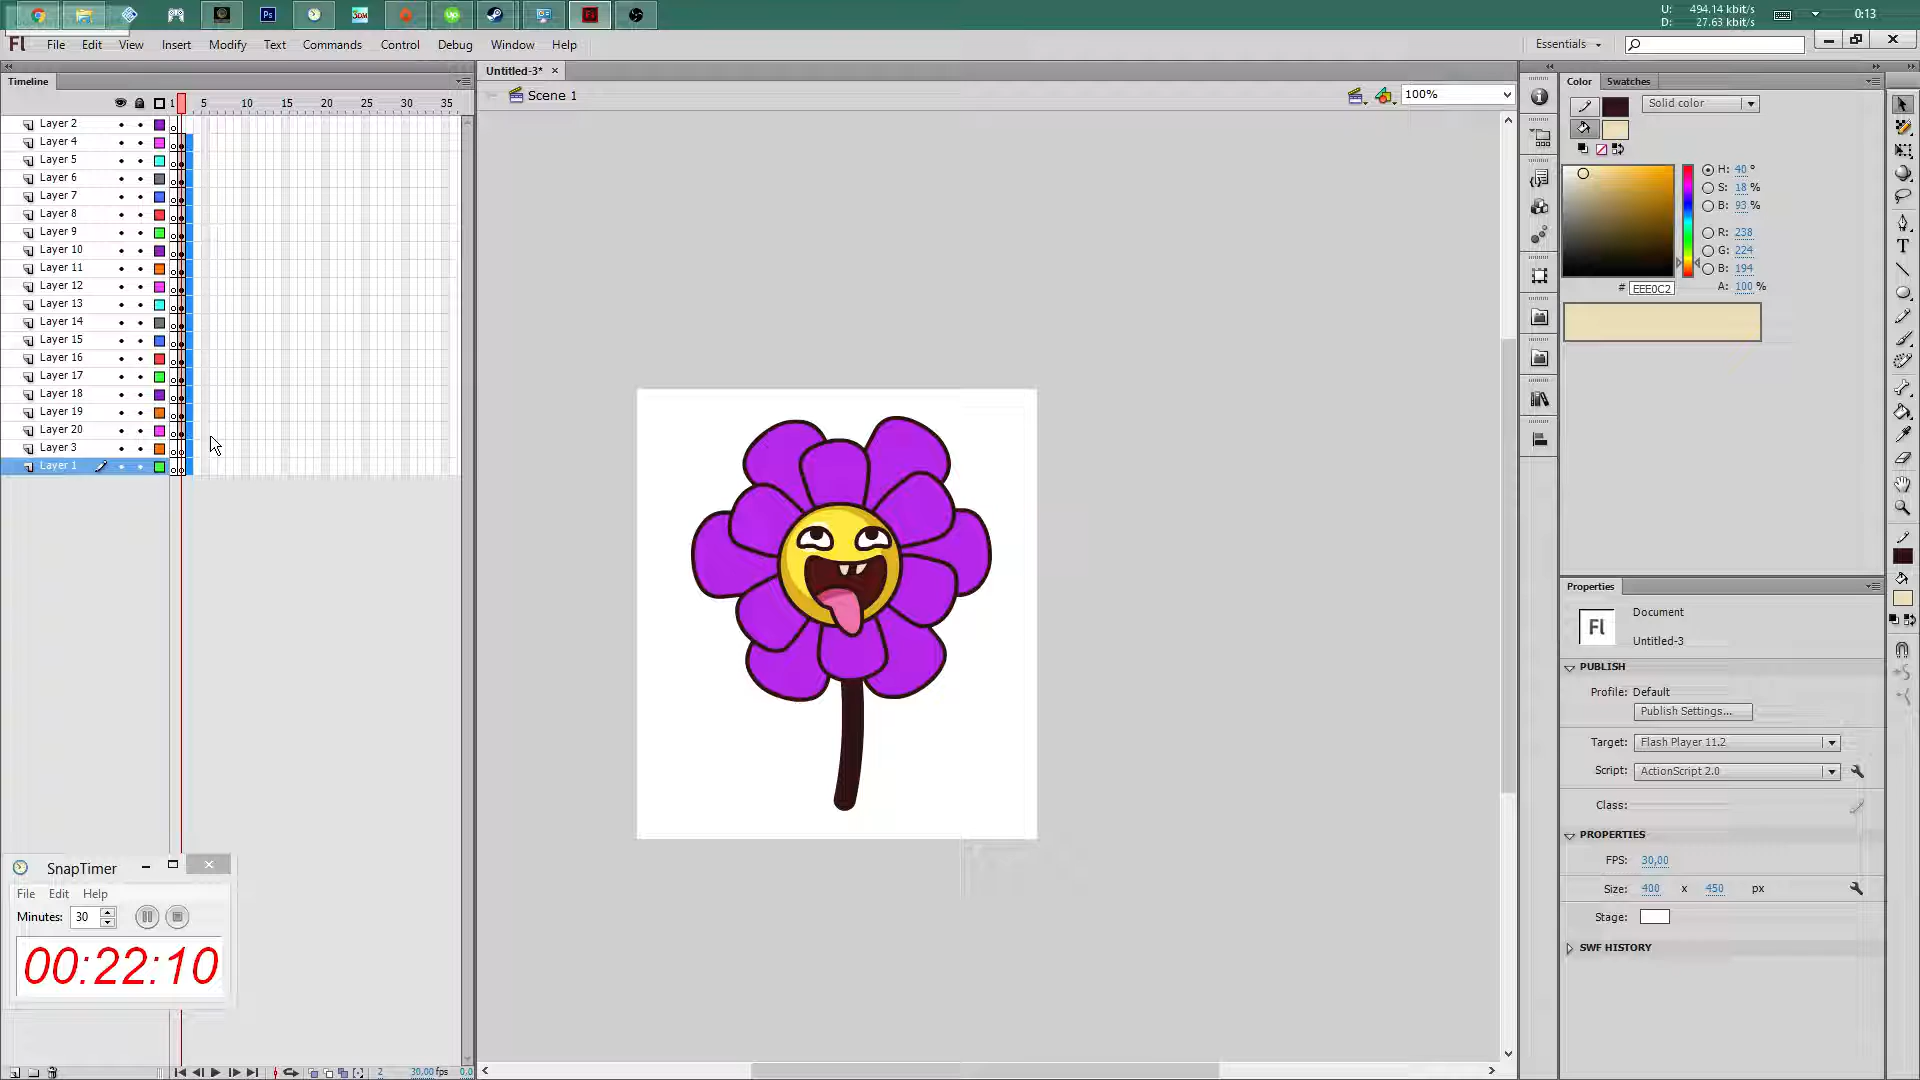 U: 494.14 kbit/s
D: 27.63 kbit/s
0:13
Ps
3DM
Up
Fl
Fl File Edit View Insert Modify Text Commands Control Debug Window Help
Essentials
Timeline
Untitled-3*
Scene 1
100%
1 5 10 15 20 25 30 35
Layer 2
Layer 4
Layer 5
Layer 6
Layer 7
Layer 8
Layer 9
Layer 10
Layer 11
Layer 12
Layer 13
Layer 14
Layer 15
Layer 16
Layer 17
Layer 18
Layer 19
Layer 20
Layer 3
Layer 1
SnapTimer
File Edit Help
Minutes: 30
00:22:10
2 30,00 fps 0.0
Color Swatches
Solid color
H: 40 °
S: 18 %
B: 93 %
R: 238
G: 224
B: 194
# EEE0C2
A: 100 %
Properties
Fl
Document
Untitled-3
PUBLISH
Profile: Default
Publish Settings...
Target: Flash Player 11.2
Script: ActionScript 2.0
Class:
PROPERTIES
FPS: 30,00
Size: 400 x 450 px
Stage:
SWF HISTORY
T